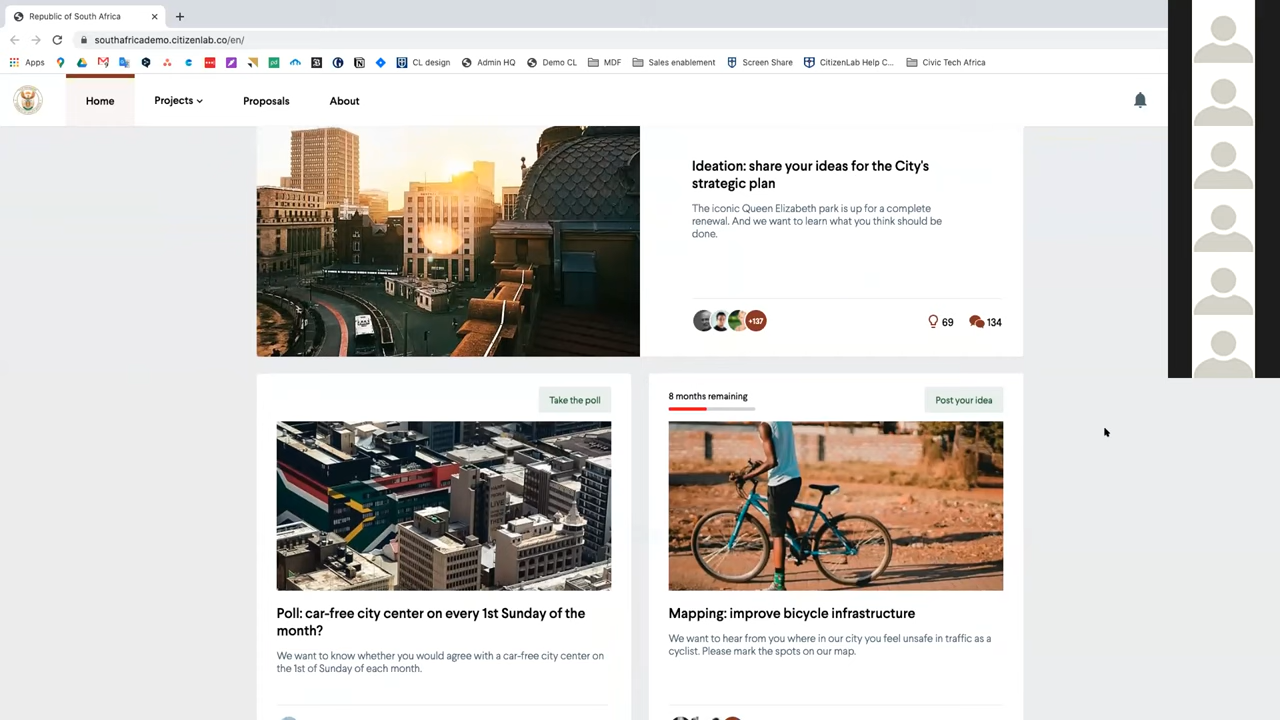 Republic of South Africa
southafricademo.citizenlab.co/en/
Apps
CL design
Admin HQ
Demo CL
MDF
Sales enablement
Screen Share
CitizenLab Help C...
Civic Tech Africa
Home
Projects
Proposals
About
Ideation: share your ideas for the City's
strategic plan
The iconic Queen Elizabeth park is up for a complete
renewal. And we want to learn what you think should be
done.
+137
69
134
Take the poll
8 months remaining
Post your idea
Poll: car-free city center on every 1st Sunday of the
month?
We want to know whether you would agree with a car-free city center on
the 1st of Sunday of each month.
Mapping: improve bicycle infrastructure
We want to hear from you where in our city you feel unsafe in traffic as a
cyclist. Please mark the spots on our map.